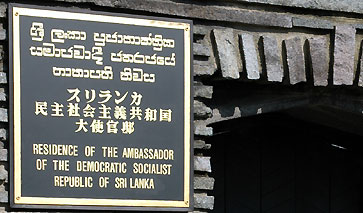 ශ්‍රී ලංකා ප්‍රජාතාන්ත්‍රික
සමාජවාදී ජනරජයේ
තානාපති නිවස
スリランカ
民主社会主義共和国
大使官邸
RESIDENCE OF THE AMBASSADOR
OF THE DEMOCRATIC SOCIALIST
REPUBLIC OF SRI LANKA